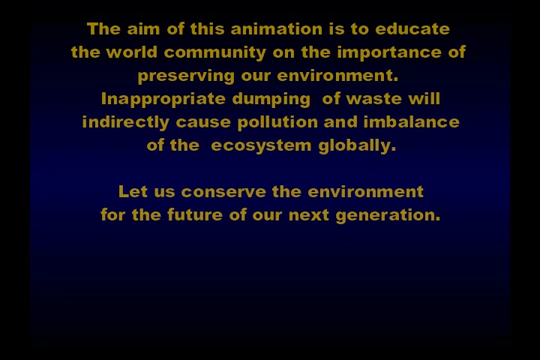 The aim of this animation is to educate
the world community on the importance of
preserving our environment.
Inappropriate dumping  of waste will
indirectly cause pollution and imbalance
of the  ecosystem globally.
Let us conserve the environment
for the future of our next generation.